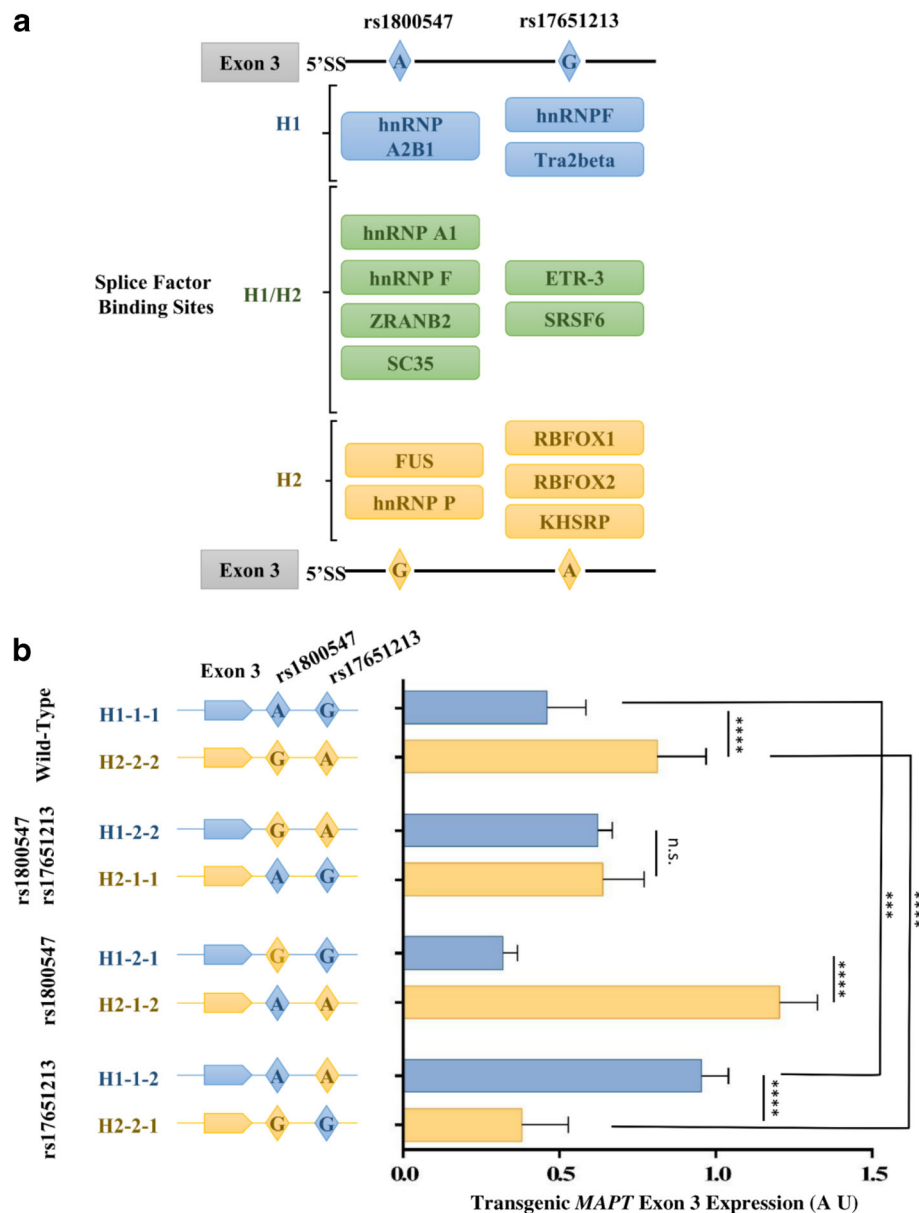 a
rs1800547 rs17651213
Exon 3 5'SS A G
H1
hnRNP
A2B1
hnRNPF
Tra2beta
Splice Factor
Binding Sites
H1/H2
hnRNP A1
hnRNP F
ZRANB2
SC35
ETR-3
SRSF6
H2
FUS
hnRNP P
RBFOX1
RBFOX2
KHSRP
Exon 3 5'SS G A
b
Exon 3 rs1800547 rs17651213
Wild-Type
H1-1-1 A G
H2-2-2 G A
****
rs1800547
rs17651213
H1-2-2 G A
H2-1-1 A G
n.s.
rs1800547
H1-2-1 G G
H2-1-2 A A
****
rs17651213
H1-1-2 A A
H2-2-1 G G
****
***
****
0.0 0.5 1.0 1.5
Transgenic MAPT Exon 3 Expression (A U)